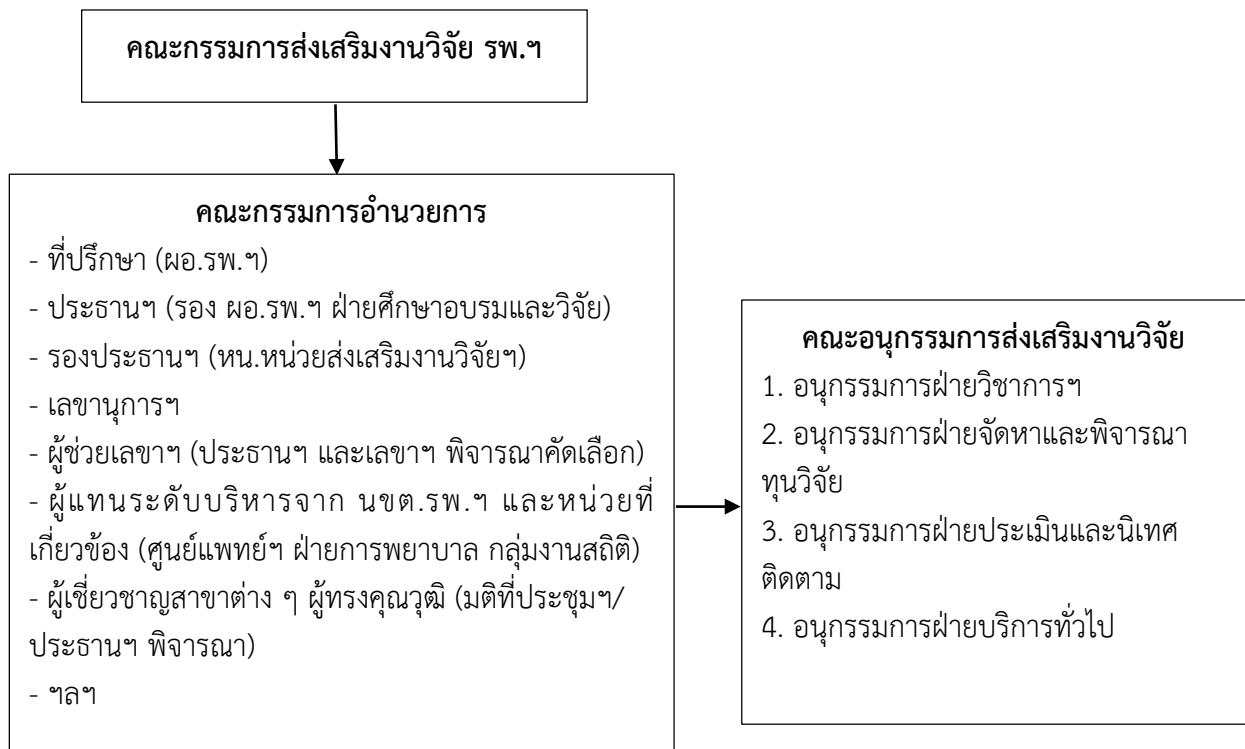 คณะกรรมการส่งเสริมงานวิจัย รพ.ฯ
คณะกรรมการอำนวยการ
- ที่ปรึกษา (ผอ.รพ.ฯ)
- ประธานฯ (รอง ผอ.รพ.ฯ ฝ่ายศึกษาอบรมและวิจัย)
- รองประธานฯ (หน.หน่วยส่งเสริมงานวิจัยฯ)
- เลขานุการฯ
- ผู้ช่วยเลขาฯ (ประธานฯ และเลขาฯ พิจารณาคัดเลือก)
- ผู้แทนระดับบริหารจาก นขต.รพ.ฯ และหน่วยที่
เกี่ยวข้อง (ศูนย์แพทย์ฯ ฝ่ายการพยาบาล กลุ่มงานสถิติ)
- ผู้เชี่ยวชาญสาขาต่าง ๆ ผู้ทรงคุณวุฒิ (มติที่ประชุมฯ/
ประธานฯ พิจารณา)
- ฯลฯ
คณะอนุกรรมการส่งเสริมงานวิจัย
1. อนุกรรมการฝ่ายวิชาการฯ
2. อนุกรรมการฝ่ายจัดหาและพิจารณา
ทุนวิจัย
3. อนุกรรมการฝ่ายประเมินและนิเทศ
ติดตาม
4. อนุกรรมการฝ่ายบริการทั่วไป